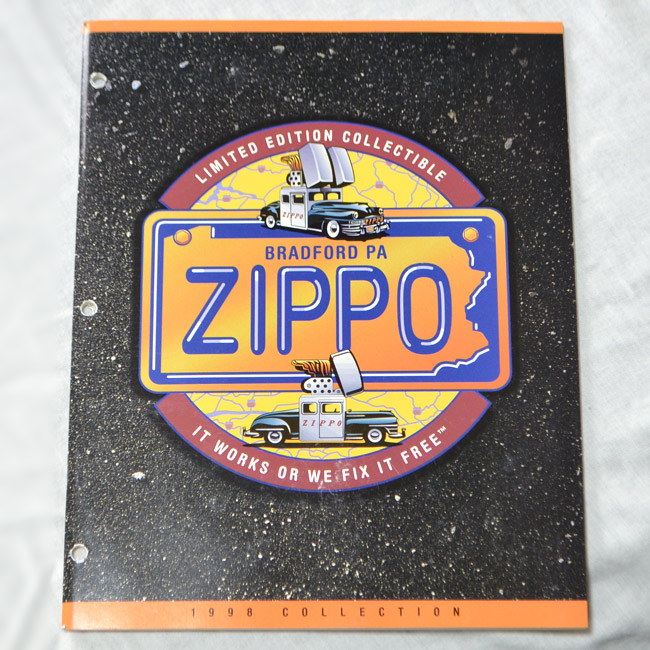 LIMITED EDITION COLLECTIBLE
ZIPPO
BRADFORD PA
ZIPPO
ZIPPO
IT WORKS OR WE FIX IT FREE™
1998 COLLECTION